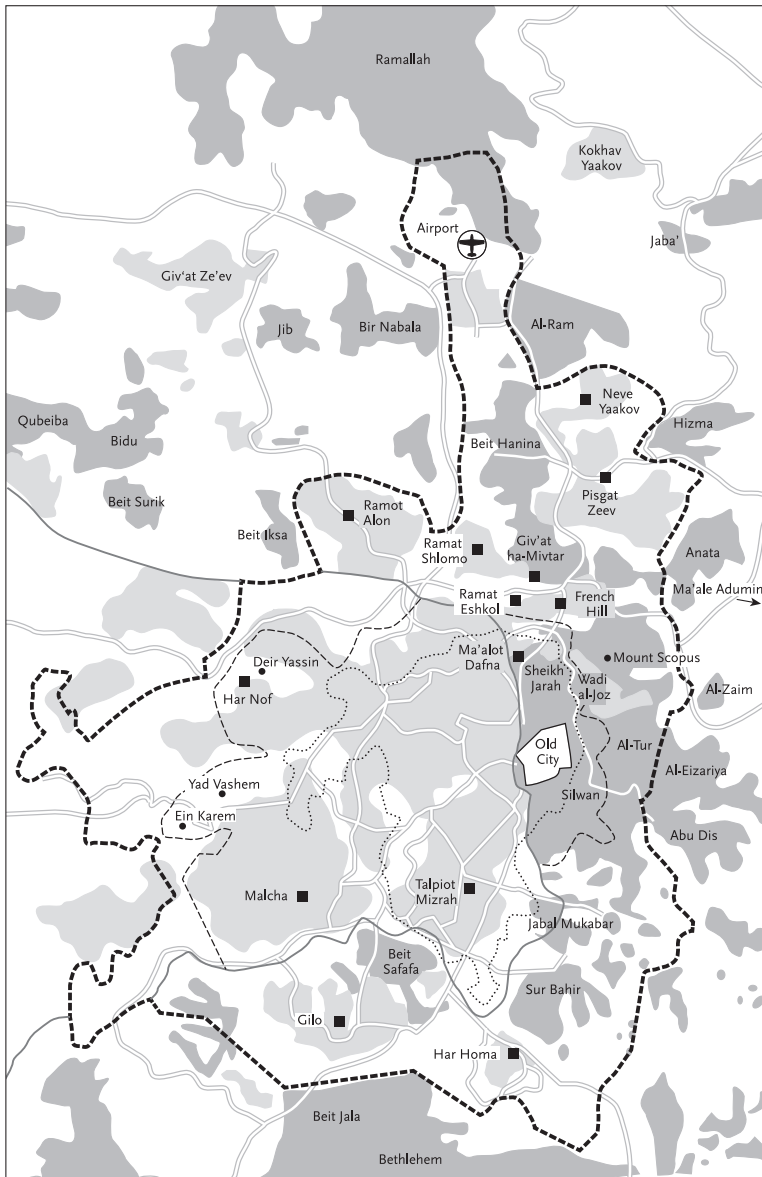 Ramallah
Kokhav
Yaakov
Airport
Jaba'
Giv'at Ze'ev
Jib
Bir Nabala
Al-Ram
Neve
Yaakov
Qubeiba
Bidu
Beit Hanina
Hizma
Beit Surik
Pisgat
Zeev
Ramot
Alon
Beit Iksa
Ramat
Shlomo
Giv'at
ha-Mivtar
Anata
Ma'ale Adumin
Ramat
Eshkol
French
Hill
Ma'alot
Dafna
Sheikh
Jarah
Mount Scopus
Wadi
al-Joz
Deir Yassin
Har Nof
Al-Zaim
Old
City
Al-Tur
Al-Eizariya
Yad Vashem
Silwan
Ein Karem
Abu Dis
Malcha
Talpiot
Mizrah
Jabal Mukabar
Beit
Safafa
Sur Bahir
Gilo
Har Homa
Beit Jala
Bethlehem